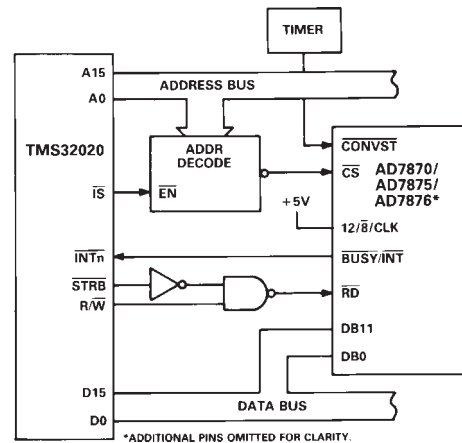 TIMER
A15
ADDRESS BUS
A0
TMS32020
ADDR
DECODE
CONVST
CS
AD7870/
AD7875/
AD7876*
IS
EN
+5V
12/8/CLK
INTn
BUSY/INT
STRB
R/W
RD
DB11
DB0
D15
DATA BUS
D0
*ADDITIONAL PINS OMITTED FOR CLARITY.